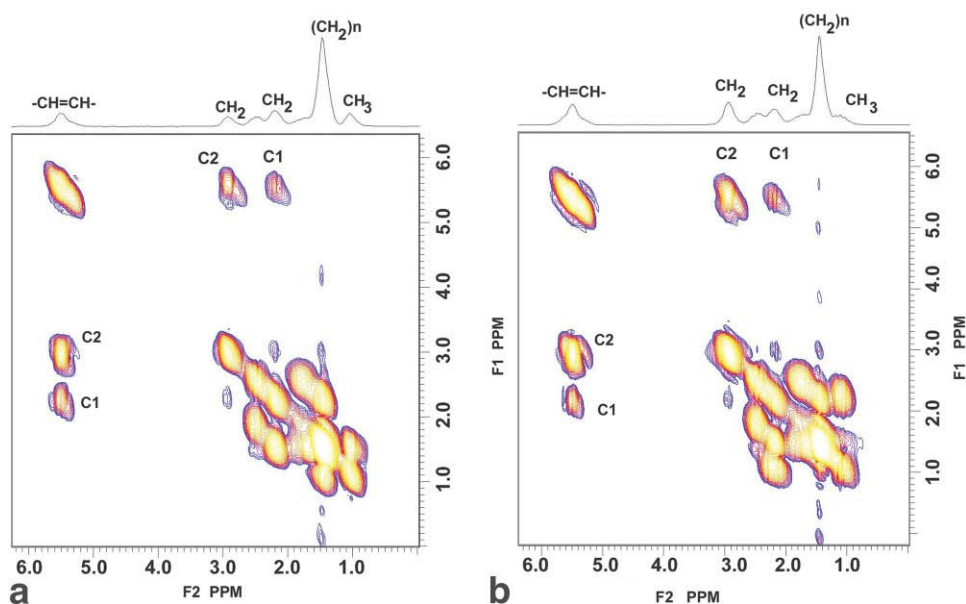 (CH2)n
-CH=CH-
CH2
CH2
CH3
C2
C1
C2
C1
6.0
5.0
4.0
3.0
2.0
1.0
F1 PPM
6.0 5.0 4.0 3.0 2.0 1.0
F2 PPM
a
(CH2)n
-CH=CH-
CH2
CH2
CH3
C2
C1
C2
C1
6.0
5.0
4.0
3.0
2.0
1.0
F1 PPM
6.0 5.0 4.0 3.0 2.0 1.0
F2 PPM
b